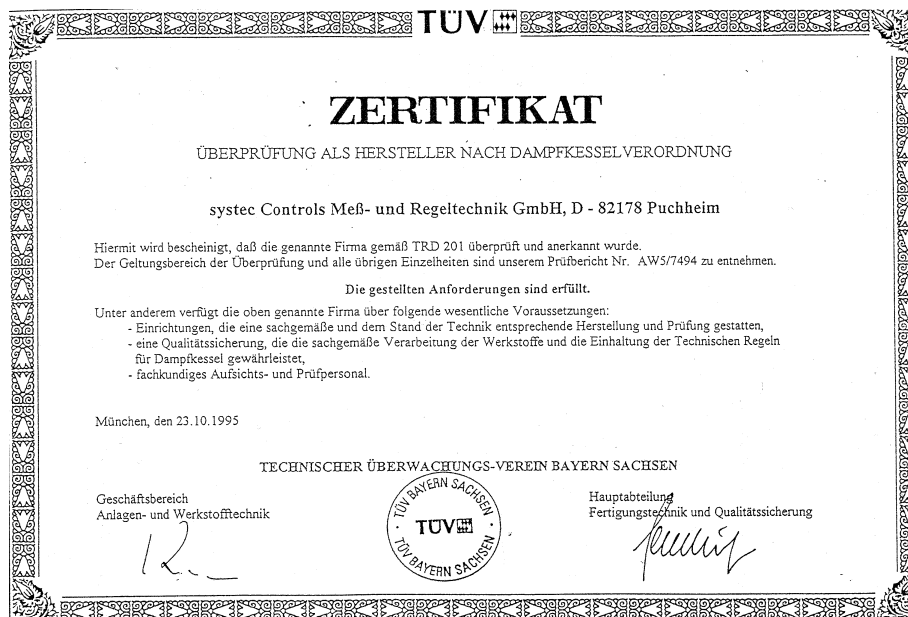 TÜV
ZERTIFIKAT
ÜBERPRÜFUNG ALS HERSTELLER NACH DAMPFKESSELVERORDNUNG
systec Controls Meß- und Regeltechnik GmbH, D - 82178 Puchheim
Hiermit wird bescheinigt, daß die genannte Firma gemäß TRD 201 überprüft und anerkannt wurde.
Der Geltungsbereich der Überprüfung und alle übrigen Einzelheiten sind unserem Prüfbericht Nr. AW5/7494 zu entnehmen.
Die gestellten Anforderungen sind erfüllt.
Unter anderem verfügt die oben genannte Firma über folgende wesentliche Voraussetzungen:
- Einrichtungen, die eine sachgemäße und dem Stand der Technik entsprechende Herstellung und Prüfung gestatten,
- eine Qualitätssicherung, die die sachgemäße Verarbeitung der Werkstoffe und die Einhaltung der Technischen Regeln
für Dampfkessel gewährleistet,
- fachkundiges Aufsichts- und Prüfpersonal.
München, den 23.10.1995
TECHNISCHER ÜBERWACHUNGS-VEREIN BAYERN SACHSEN
Geschäftsbereich
Anlagen- und Werkstofftechnik
TÜV BAYERN SACHSEN
TÜV
TÜV BAYERN SACHSEN
Hauptabteilung
Fertigungstechnik und Qualitätssicherung